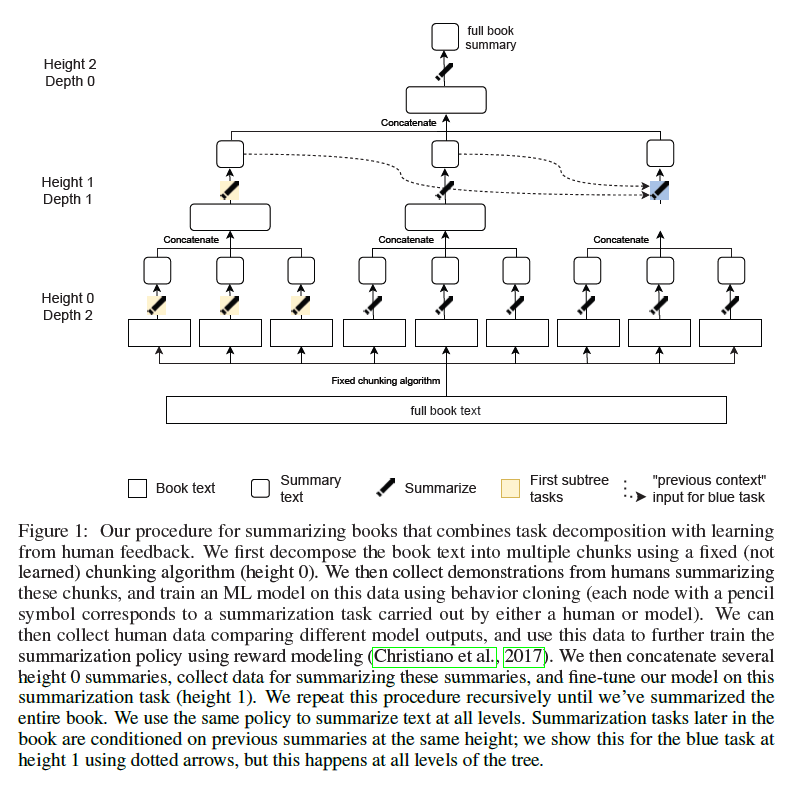 full book
summary
Height 2
Depth 0
Concatenate
Height 1
Depth 1
Concatenate
Concatenate
Concatenate
Height 0
Depth 2
Fixed chunking algorithm
full book text
Book text
Summary
text
Summarize
First subtree
tasks
"previous context"
input for blue task
Figure 1: Our procedure for summarizing books that combines task decomposition with learning
from human feedback. We first decompose the book text into multiple chunks using a fixed (not
learned) chunking algorithm (height 0). We then collect demonstrations from humans summarizing
these chunks, and train an ML model on this data using behavior cloning (each node with a pencil
symbol corresponds to a summarization task carried out by either a human or model). We can
then collect human data comparing different model outputs, and use this data to further train the
summarization policy using reward modeling (Christiano et al., 2017). We then concatenate several
height 0 summaries, collect data for summarizing these summaries, and fine-tune our model on this
summarization task (height 1). We repeat this procedure recursively until we've summarized the
entire book. We use the same policy to summarize text at all levels. Summarization tasks later in the
book are conditioned on previous summaries at the same height; we show this for the blue task at
height 1 using dotted arrows, but this happens at all levels of the tree.